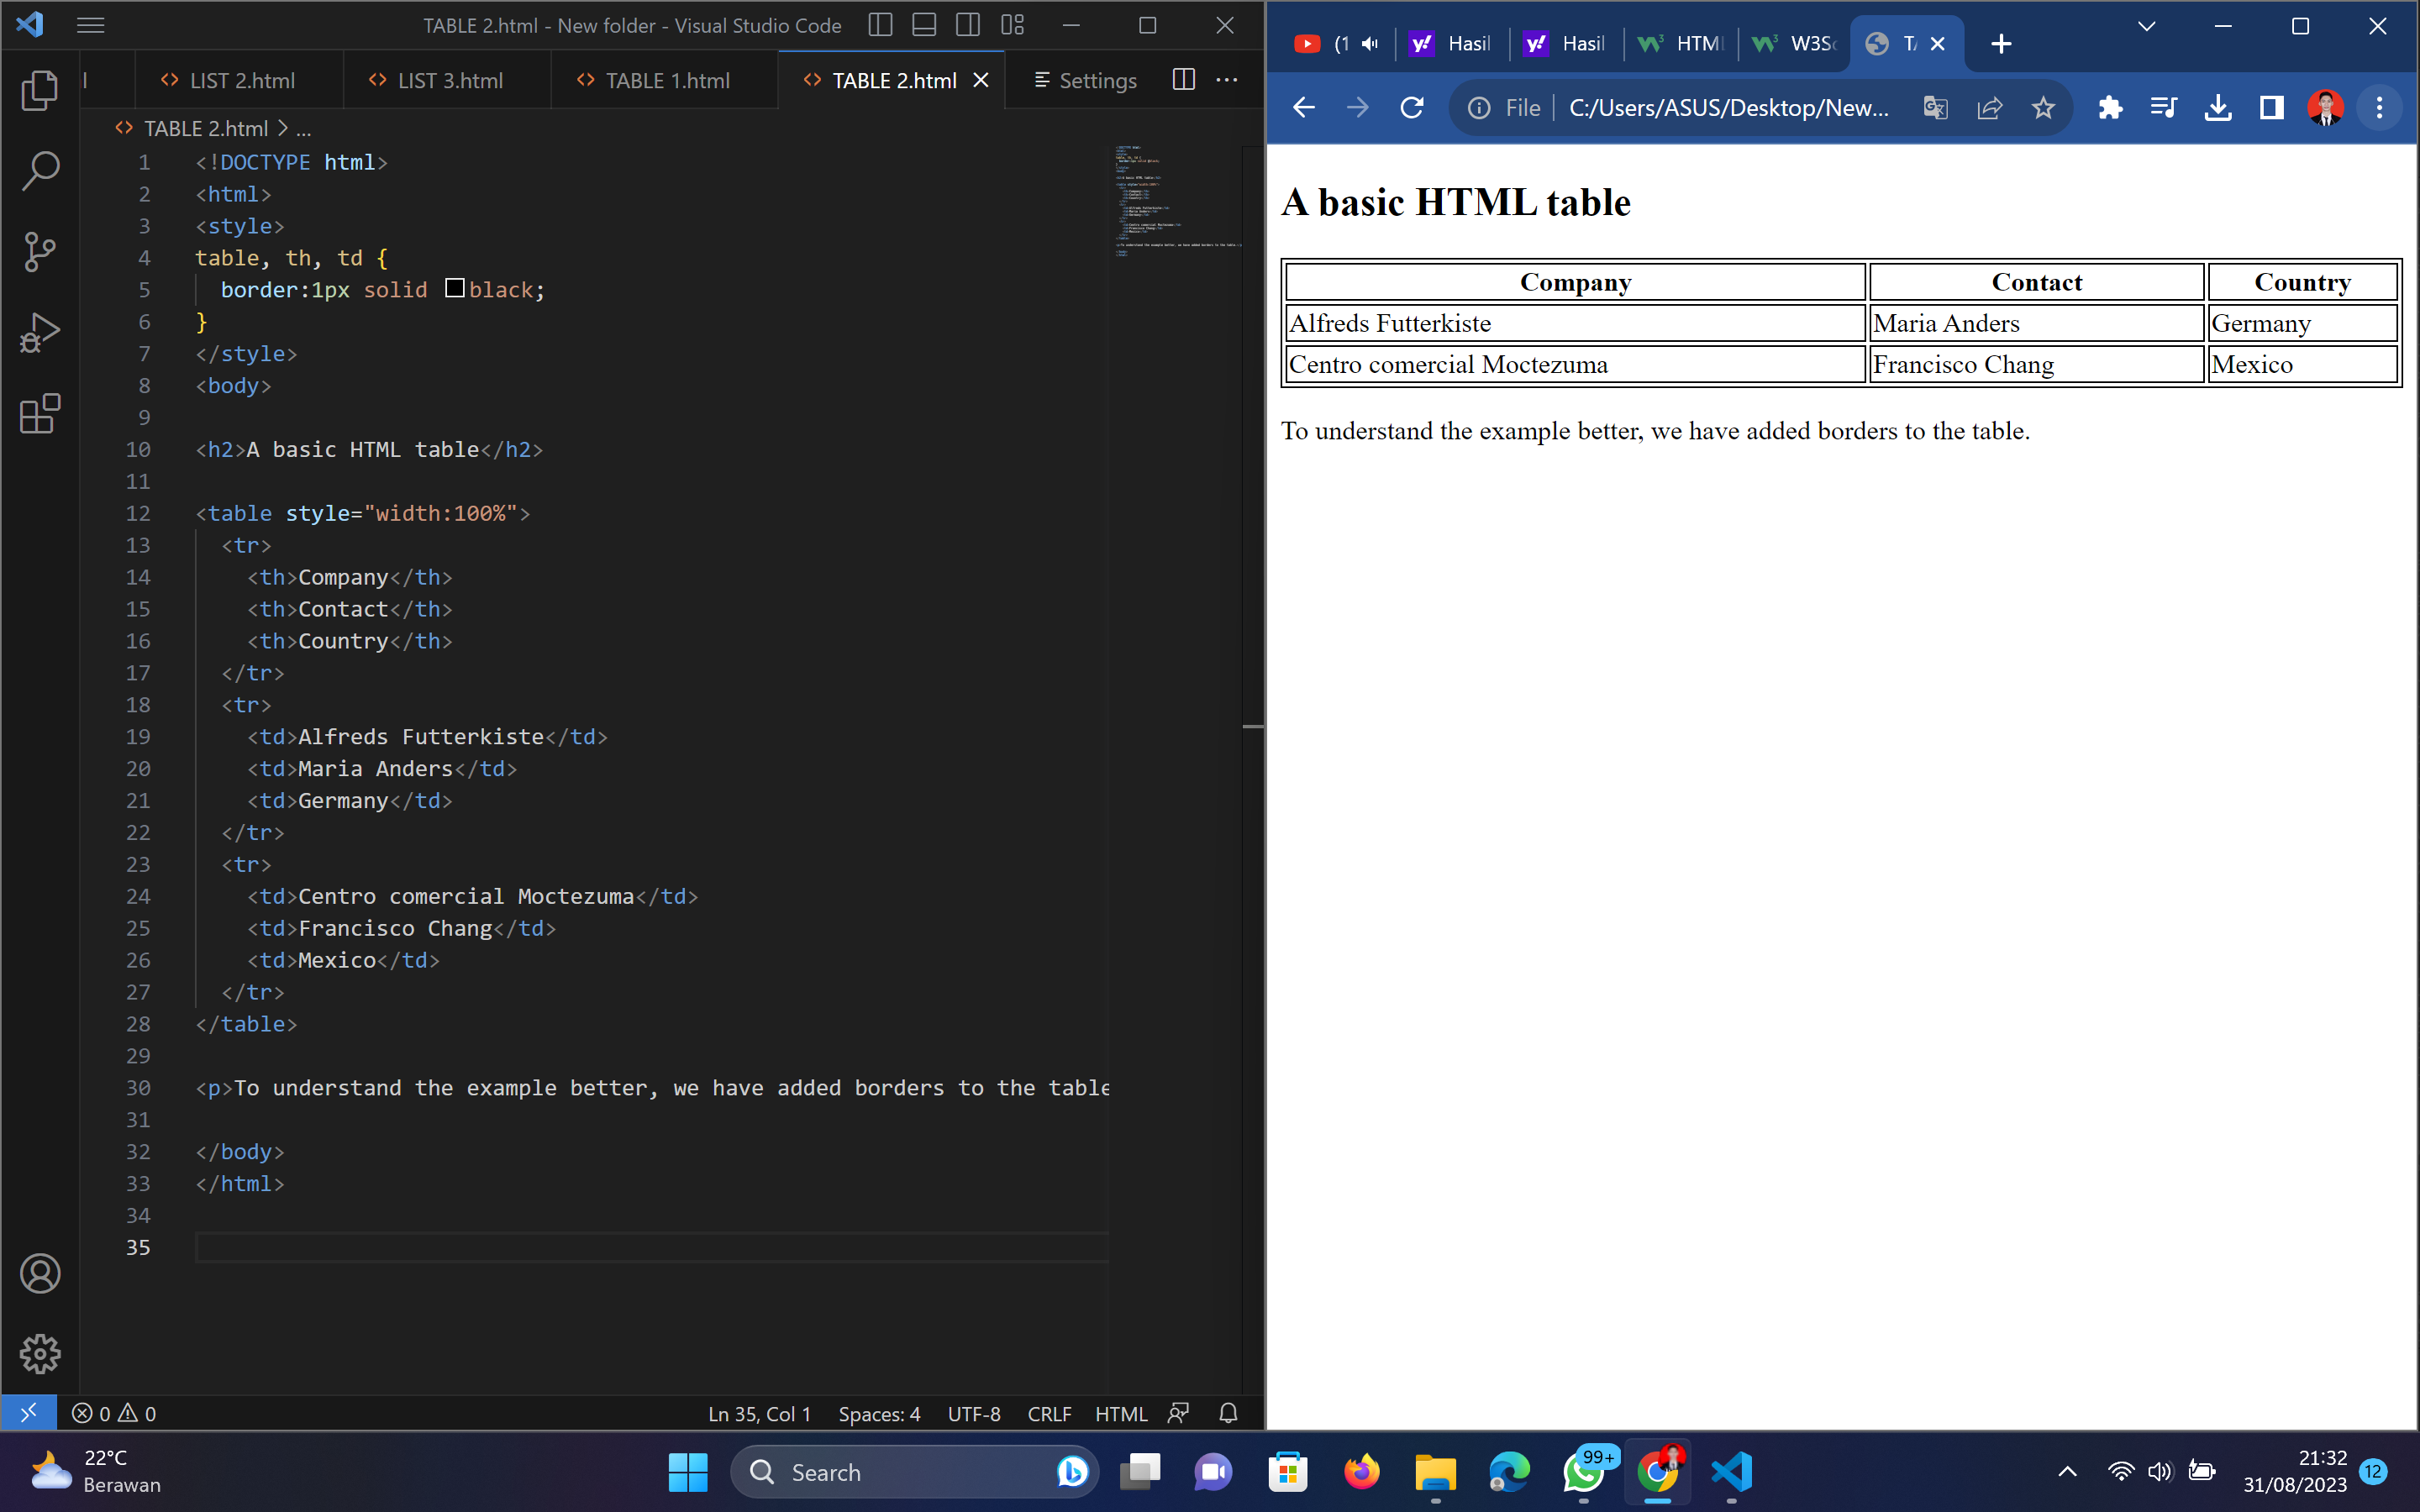 TABLE 2.html - New folder - Visual Studio Code
LIST 2.html
LIST 3.html
TABLE 1.html
TABLE 2.html
Settings
TABLE 2.html > ...
1 <!DOCTYPE html>
2 <html>
3 <style>
4 table, th, td {
5 border:1px solid black;
6 }
7 </style>
8 <body>
9
10 <h2>A basic HTML table</h2>
11
12 <table style="width:100%">
13 <tr>
14 <th>Company</th>
15 <th>Contact</th>
16 <th>Country</th>
17 </tr>
18 <tr>
19 <td>Alfreds Futterkiste</td>
20 <td>Maria Anders</td>
21 <td>Germany</td>
22 </tr>
23 <tr>
24 <td>Centro comercial Moctezuma</td>
25 <td>Francisco Chang</td>
26 <td>Mexico</td>
27 </tr>
28 </table>
29
30 <p>To understand the example better, we have added borders to the table
31
32 </body>
33 </html>
34
35
0 0
Ln 35, Col 1 Spaces: 4 UTF-8 CRLF HTML
(1 Hasil Hasil HTML W3Sc TA
File C:/Users/ASUS/Desktop/New...
A basic HTML table
Company Contact Country
Alfreds Futterkiste Maria Anders Germany
Centro comercial Moctezuma Francisco Chang Mexico
To understand the example better, we have added borders to the table.
22°C
Berawan
Search
99+
21:32
31/08/2023
12